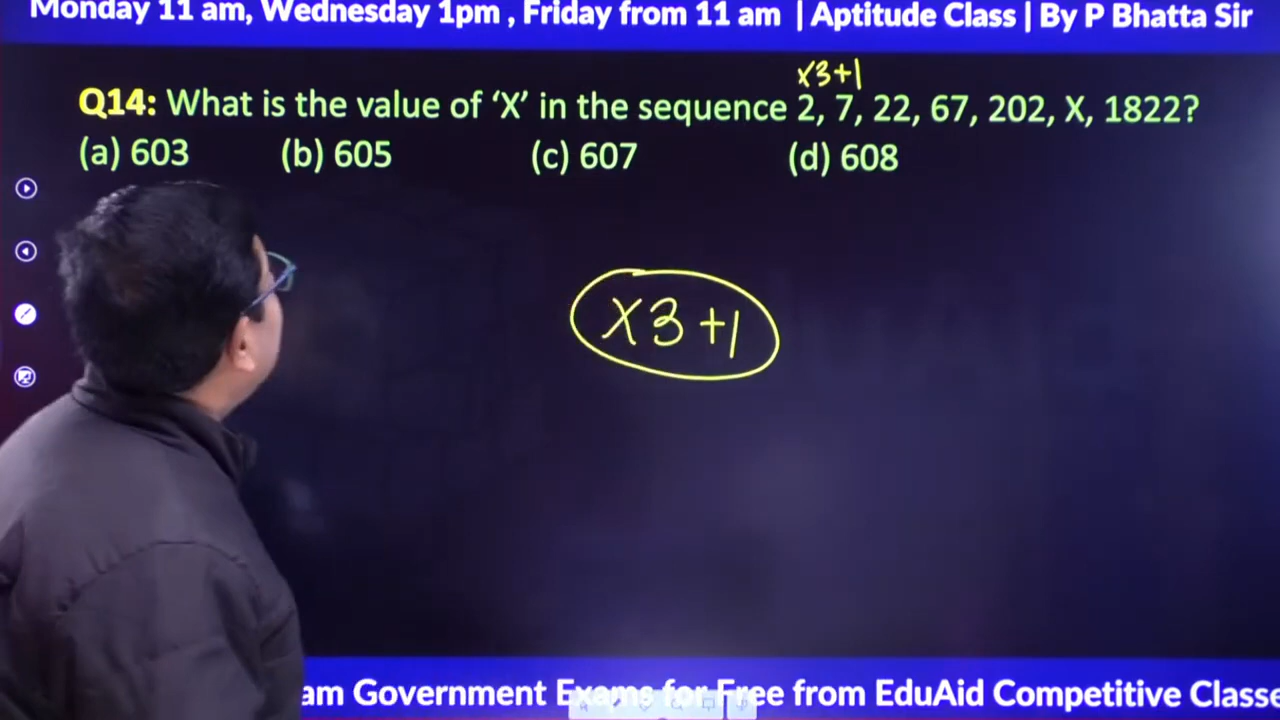 Monday 11 am, Wednesday 1pm , Friday from 11 am | Aptitude Class | By P Bhatta Sir
x3+1
Q14: What is the value of ‘X’ in the sequence 2, 7, 22, 67, 202, X, 1822?
(a) 603 (b) 605 (c) 607 (d) 608
x3+1
am Government Exams for Free from EduAid Competitive Classe